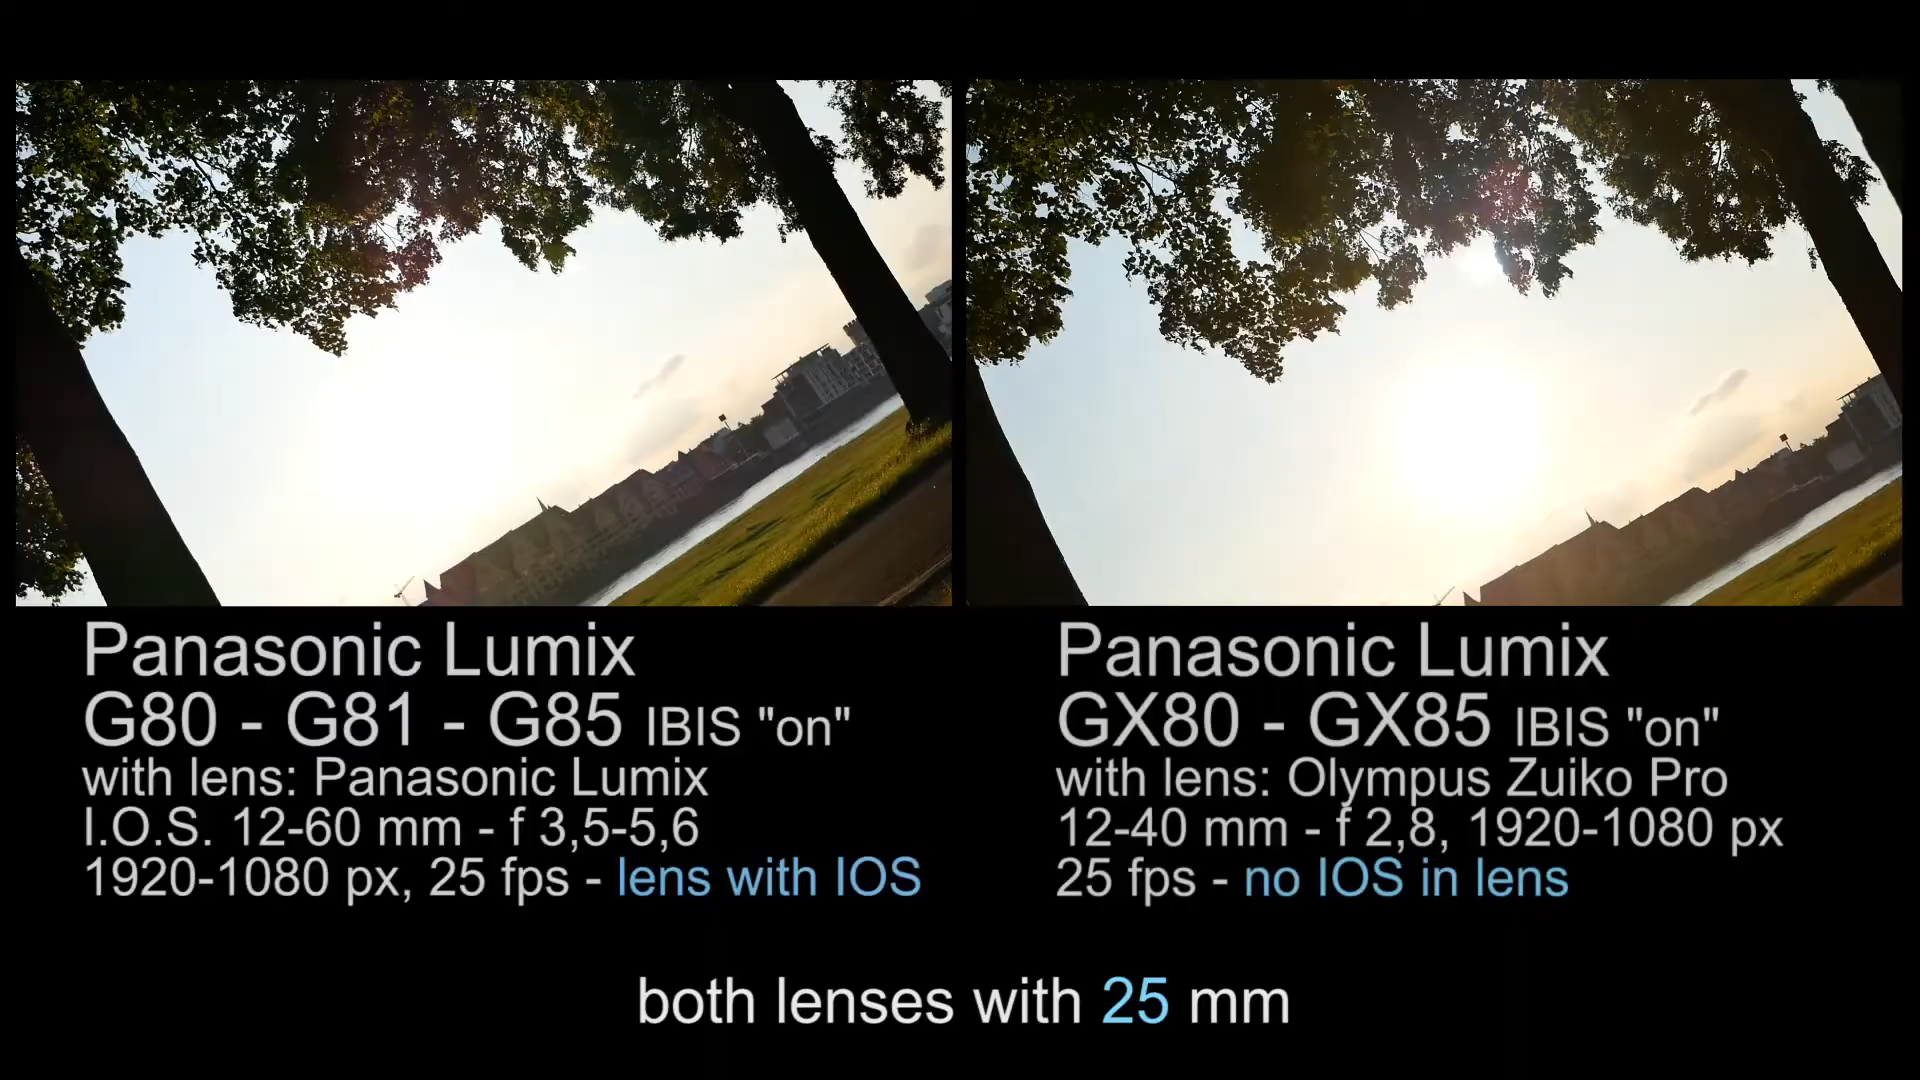 Panasonic Lumix
G80 - G81 - G85 IBIS "on"
with lens: Panasonic Lumix
I.O.S. 12-60 mm - f 3,5-5,6
1920-1080 px, 25 fps - lens with IOS
Panasonic Lumix
GX80 - GX85 IBIS "on"
with lens: Olympus Zuiko Pro
12-40 mm - f 2,8, 1920-1080 px
25 fps - no IOS in lens
both lenses with 25 mm